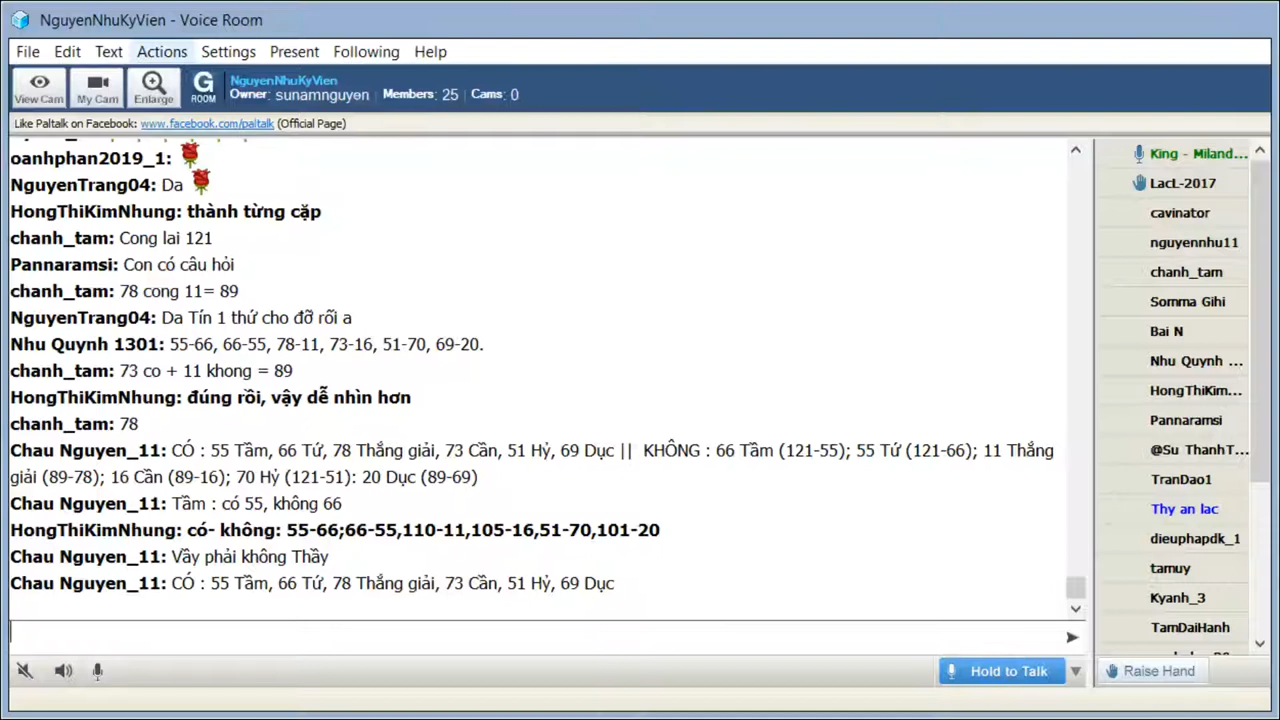 NguyenNhuKyVien - Voice Room
File Edit Text Actions Settings Present Following Help
View Cam My Cam Enlarge G ROOM
NguyenNhuKyVien
Owner: sunamnguyen Members: 25 Cams: 0
Like Paltalk on Facebook: www.facebook.com/paltalk (Official Page)
oanhphan2019_1:
NguyenTrang04: Da
HongThiKimNhung: thành từng cặp
chanh_tam: Cong lai 121
Pannaramsi: Con có câu hỏi
chanh_tam: 78 cong 11= 89
NguyenTrang04: Da Tín 1 thứ cho đỡ rối a
Nhu Quynh 1301: 55-66, 66-55, 78-11, 73-16, 51-70, 69-20.
chanh_tam: 73 co + 11 khong = 89
HongThiKimNhung: đúng rồi, vậy dễ nhìn hơn
chanh_tam: 78
Chau Nguyen_11: CÓ : 55 Tầm, 66 Tứ, 78 Thắng giải, 73 Cần, 51 Hỷ, 69 Dục || KHÔNG : 66 Tầm (121-55); 55 Tứ (121-66); 11 Thắng
giải (89-78); 16 Cần (89-16); 70 Hỷ (121-51): 20 Dục (89-69)
Chau Nguyen_11: Tầm : có 55, không 66
HongThiKimNhung: có- không: 55-66;66-55,110-11,105-16,51-70,101-20
Chau Nguyen_11: Vầy phải không Thầy
Chau Nguyen_11: CÓ : 55 Tầm, 66 Tứ, 78 Thắng giải, 73 Cần, 51 Hỷ, 69 Dục
King - Miland...
LacL-2017
cavinator
nguyennhu11
chanh_tam
Somma Gihi
Bai N
Nhu Quynh ...
HongThiKim...
Pannaramsi
@Su ThanhT...
TranDao1
Thy an lac
dieuphapdk_1
tamuy
Kyanh_3
TamDaiHanh
Hold to Talk
Raise Hand